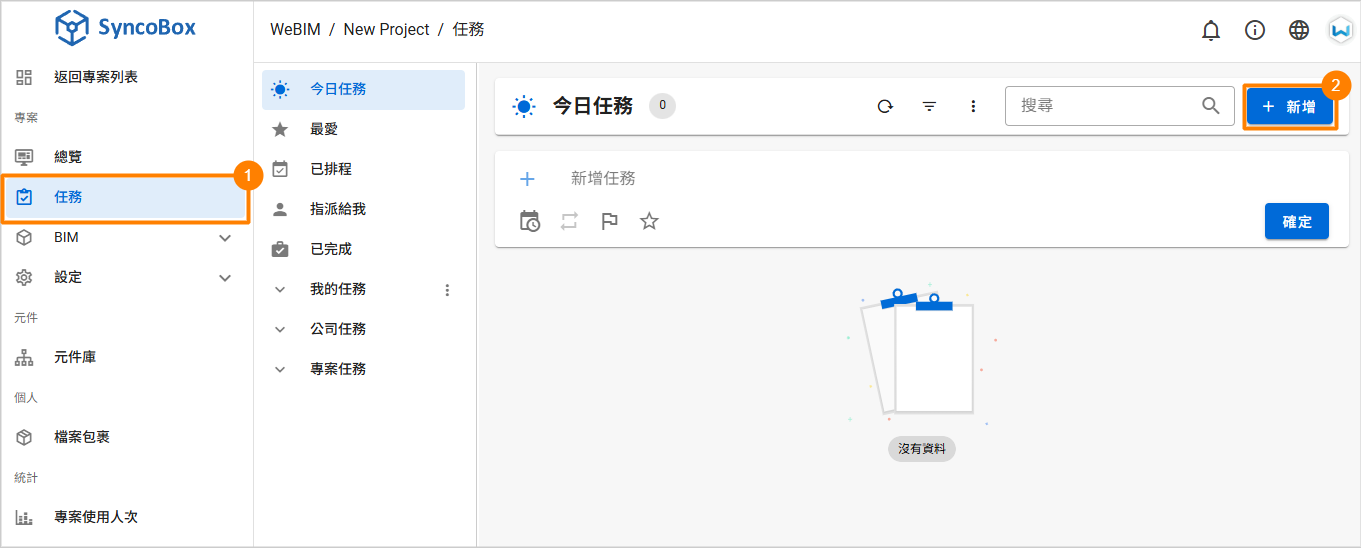 SyncoBox
WeBIM / New Project / 任務
返回專案列表
專案
總覽
任務
1
BIM
設定
元件
元件庫
個人
檔案包裹
統計
專案使用人次
今日任務
最愛
已排程
指派給我
已完成
我的任務
公司任務
專案任務
今日任務 0
搜尋
+ 新增
2
+ 新增任務
確定
沒有資料